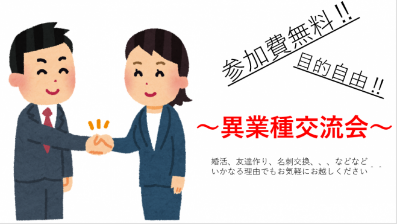 参加費無料!!
目的自由!!
～異業種交流会～
婚活、友達作り、名刺交換、、、などなど
いかなる理由でもお気軽にお越しください．．